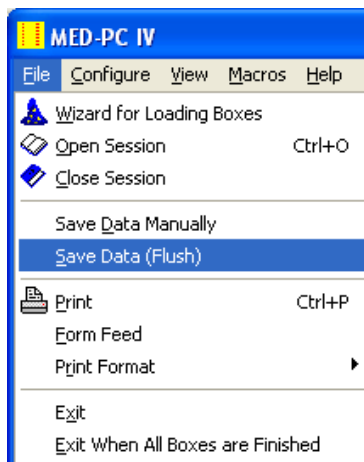 MED-PC IV
File Configure View Macros Help
Wizard for Loading Boxes
Open Session Ctrl+O
Close Session
Save Data Manually
Save Data (Flush)
Print Ctrl+P
Form Feed
Print Format
Exit
Exit When All Boxes are Finished